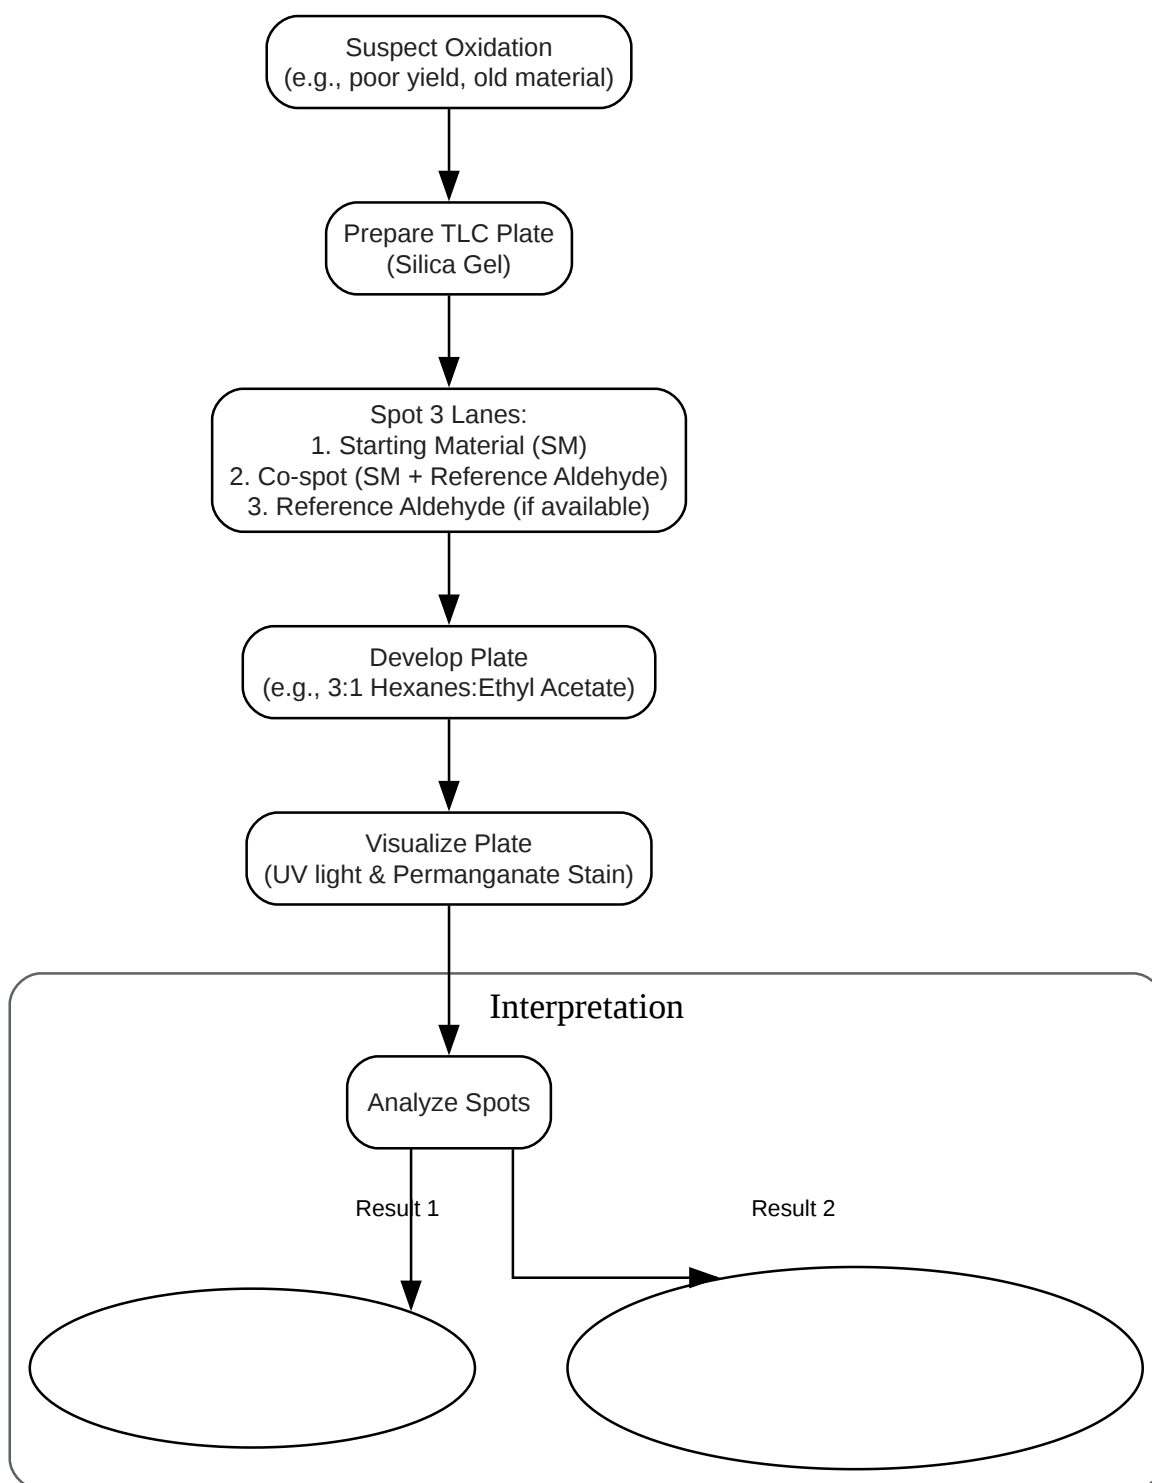 Suspect Oxidation
(e.g., poor yield, old material)
Prepare TLC Plate
(Silica Gel)
Spot 3 Lanes:
1. Starting Material (SM)
2. Co-spot (SM + Reference Aldehyde)
3. Reference Aldehyde (if available)
Develop Plate
(e.g., 3:1 Hexanes:Ethyl Acetate)
Visualize Plate
(UV light & Permanganate Stain)
Interpretation
Analyze Spots
Result 1
Result 2